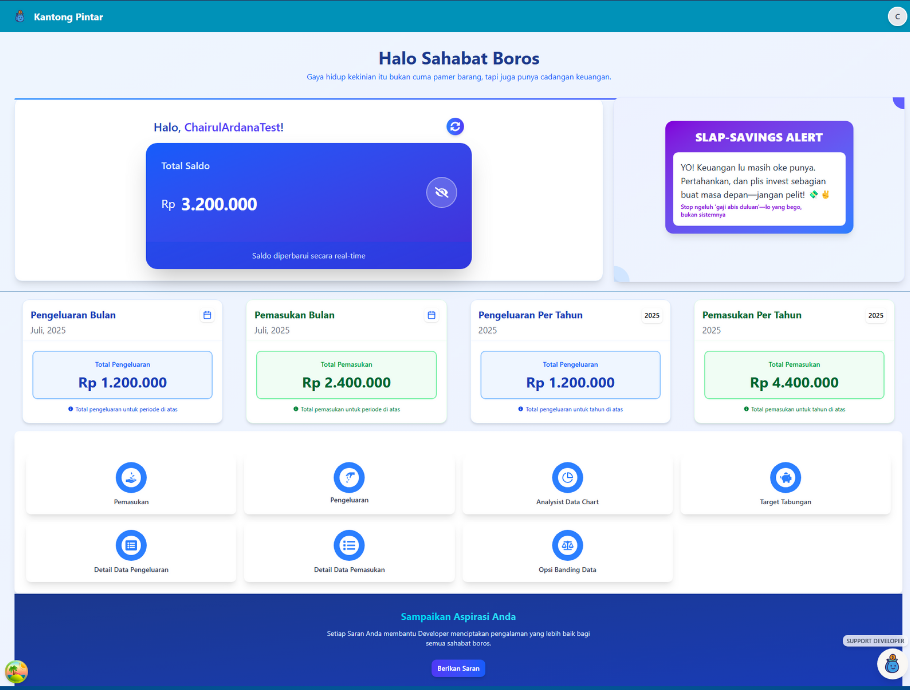 Kantong Pintar
C
Halo Sahabat Boros
Gaya hidup kekinian itu bukan cuma pamer barang, tapi juga punya cadangan keuangan.
Halo, ChairulArdanaTest!
Total Saldo
Rp 3.200.000
Saldo diperbarui secara real-time
SLAP-SAVINGS ALERT
YO! Keuangan lu masih oke punya.
Pertahankan, dan plis invest sebagian
buat masa depan—jangan pelit! 💸 ✌️
Stop ngeluh 'gaji abis duluan'—lo yang bego,
bukan sistemnya
Pengeluaran Bulan
Juli, 2025
Total Pengeluaran
Rp 1.200.000
Total pengeluaran untuk periode di atas
Pemasukan Bulan
Juli, 2025
Total Pemasukan
Rp 2.400.000
Total pemasukan untuk periode di atas
Pengeluaran Per Tahun
2025
2025
Total Pengeluaran
Rp 1.200.000
Total pengeluaran untuk tahun di atas
Pemasukan Per Tahun
2025
2025
Total Pemasukan
Rp 4.400.000
Total pemasukan untuk tahun di atas
Pemasukan
Pengeluaran
Analysist Data Chart
Target Tabungan
Detail Data Pengeluaran
Detail Data Pemasukan
Opsi Banding Data
Sampaikan Aspirasi Anda
Setiap Saran Anda membantu Developer menciptakan pengalaman yang lebih baik bagi
semua sahabat boros.
Berikan Saran
SUPPORT DEVELOPER